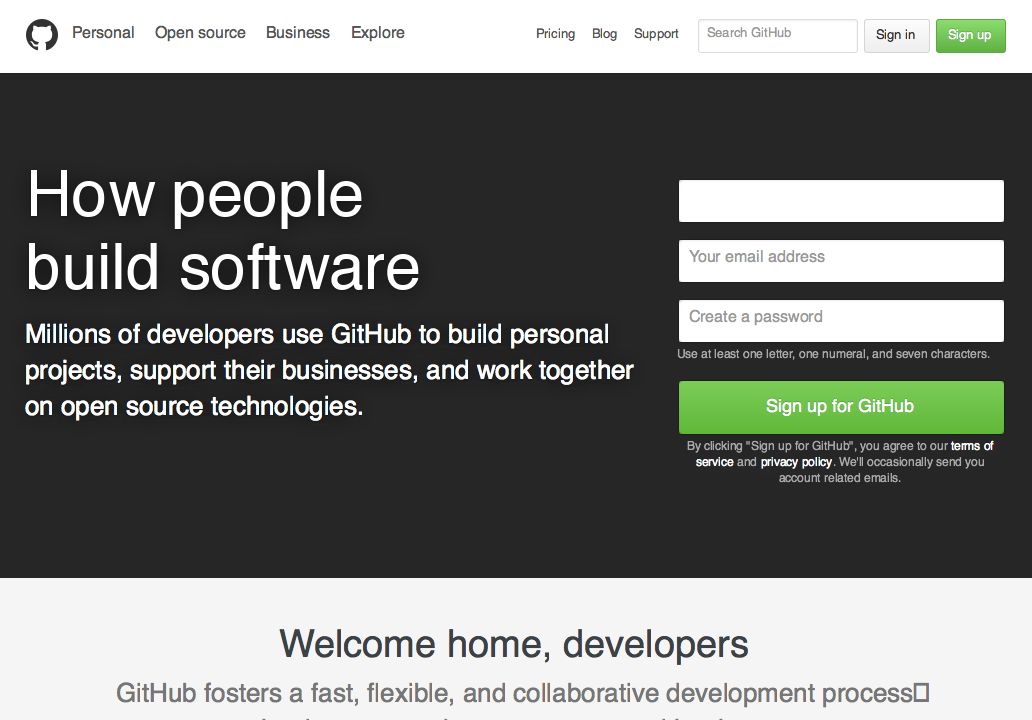 Personal Open source Business Explore Pricing Blog Support Search GitHub Sign in Sign up
How people
build software
Millions of developers use GitHub to build personal
projects, support their businesses, and work together
on open source technologies.
Your email address
Create a password
Use at least one letter, one numeral, and seven characters.
Sign up for GitHub
By clicking "Sign up for GitHub", you agree to our terms of
service and privacy policy. We'll occasionally send you
account related emails.
Welcome home, developers
GitHub fosters a fast, flexible, and collaborative development process